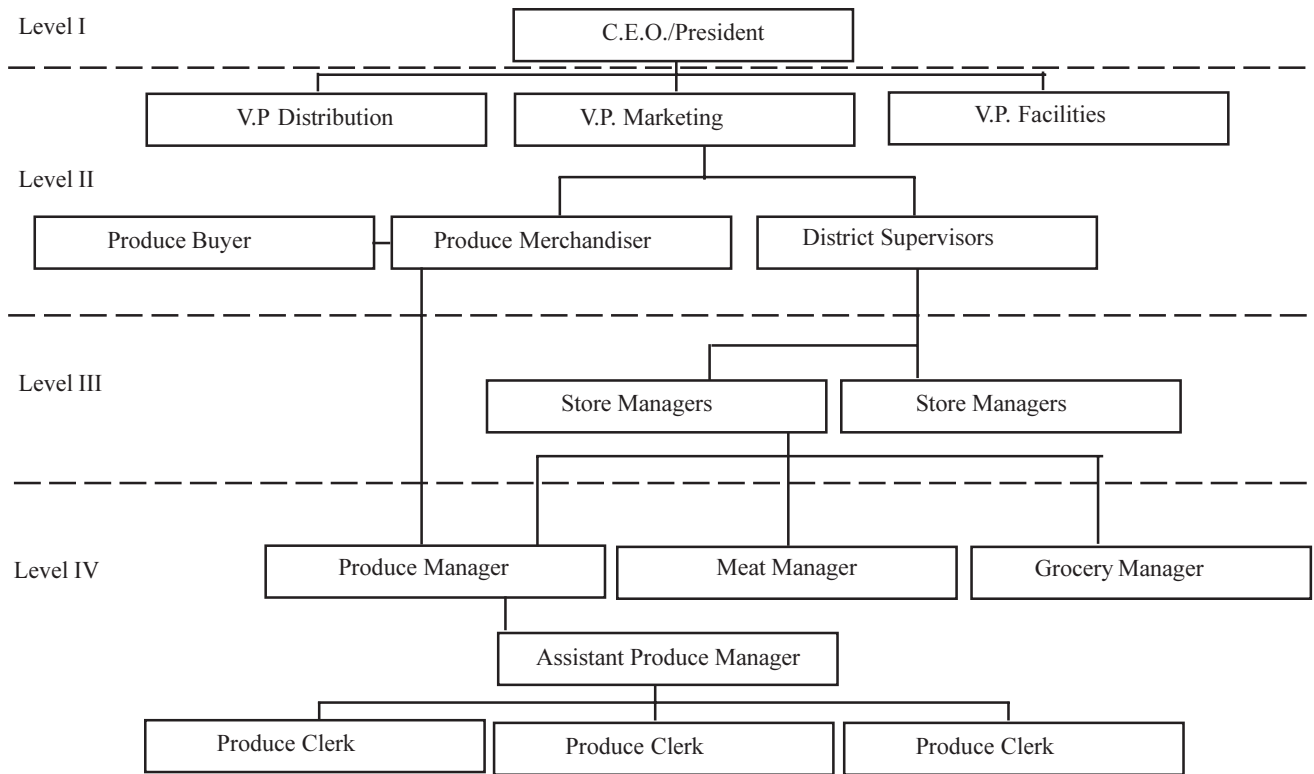 Level I
C.E.O./President
V.P Distribution
V.P. Marketing
V.P. Facilities
Level II
Produce Buyer
Produce Merchandiser
District Supervisors
Level III
Store Managers
Store Managers
Level IV
Produce Manager
Meat Manager
Grocery Manager
Assistant Produce Manager
Produce Clerk
Produce Clerk
Produce Clerk